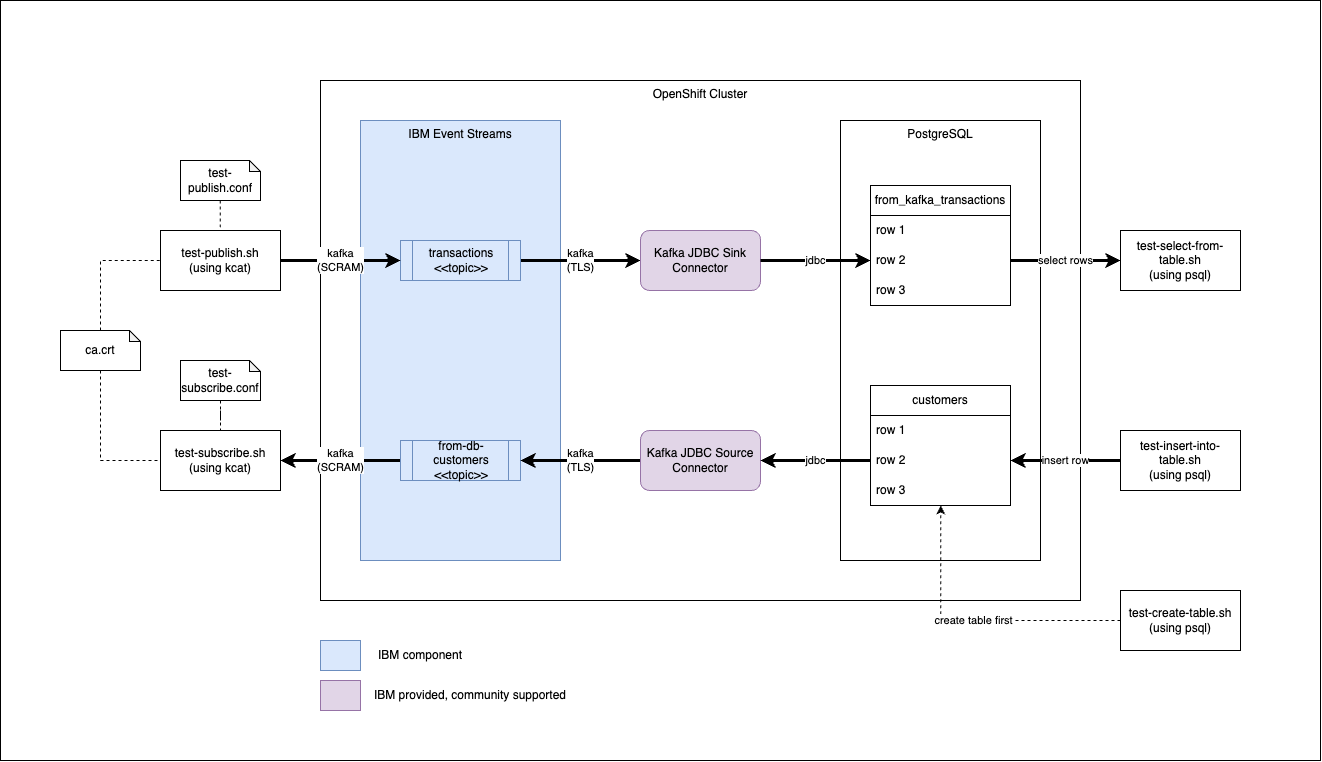 OpenShift Cluster
IBM Event Streams
PostgreSQL
test-
publish.conf
from_kafka_transactions
row 1
row 2
row 3
test-publish.sh
(using kcat)
kafka
(SCRAM)
transactions
<<topic>>
kafka
(TLS)
Kafka JDBC Sink
Connector
jdbc
select rows
test-select-from-
table.sh
(using psql)
ca.crt
test-
subscribe.conf
customers
row 1
row 2
row 3
test-subscribe.sh
(using kcat)
kafka
(SCRAM)
from-db-
customers
<<topic>>
kafka
(TLS)
Kafka JDBC Source
Connector
jdbc
insert row
test-insert-into-
table.sh
(using psql)
create table first
test-create-table.sh
(using psql)
IBM component
IBM provided, community supported